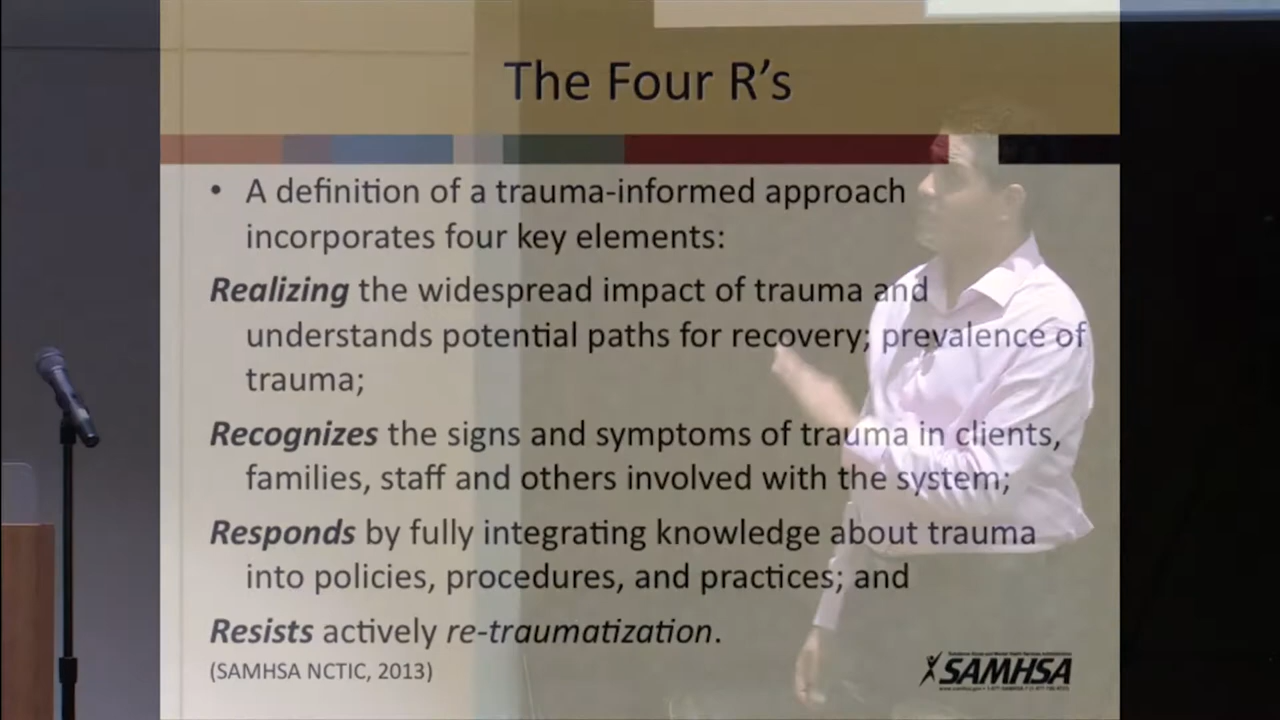 The Four R's
• A definition of a trauma-informed approach
incorporates four key elements:
Realizing the widespread impact of trauma and
understands potential paths for recovery; prevalence of
trauma;
Recognizes the signs and symptoms of trauma in clients,
families, staff and others involved with the system;
Responds by fully integrating knowledge about trauma
into policies, procedures, and practices; and
Resists actively re-traumatization.
(SAMHSA NCTIC, 2013)
SAMHSA